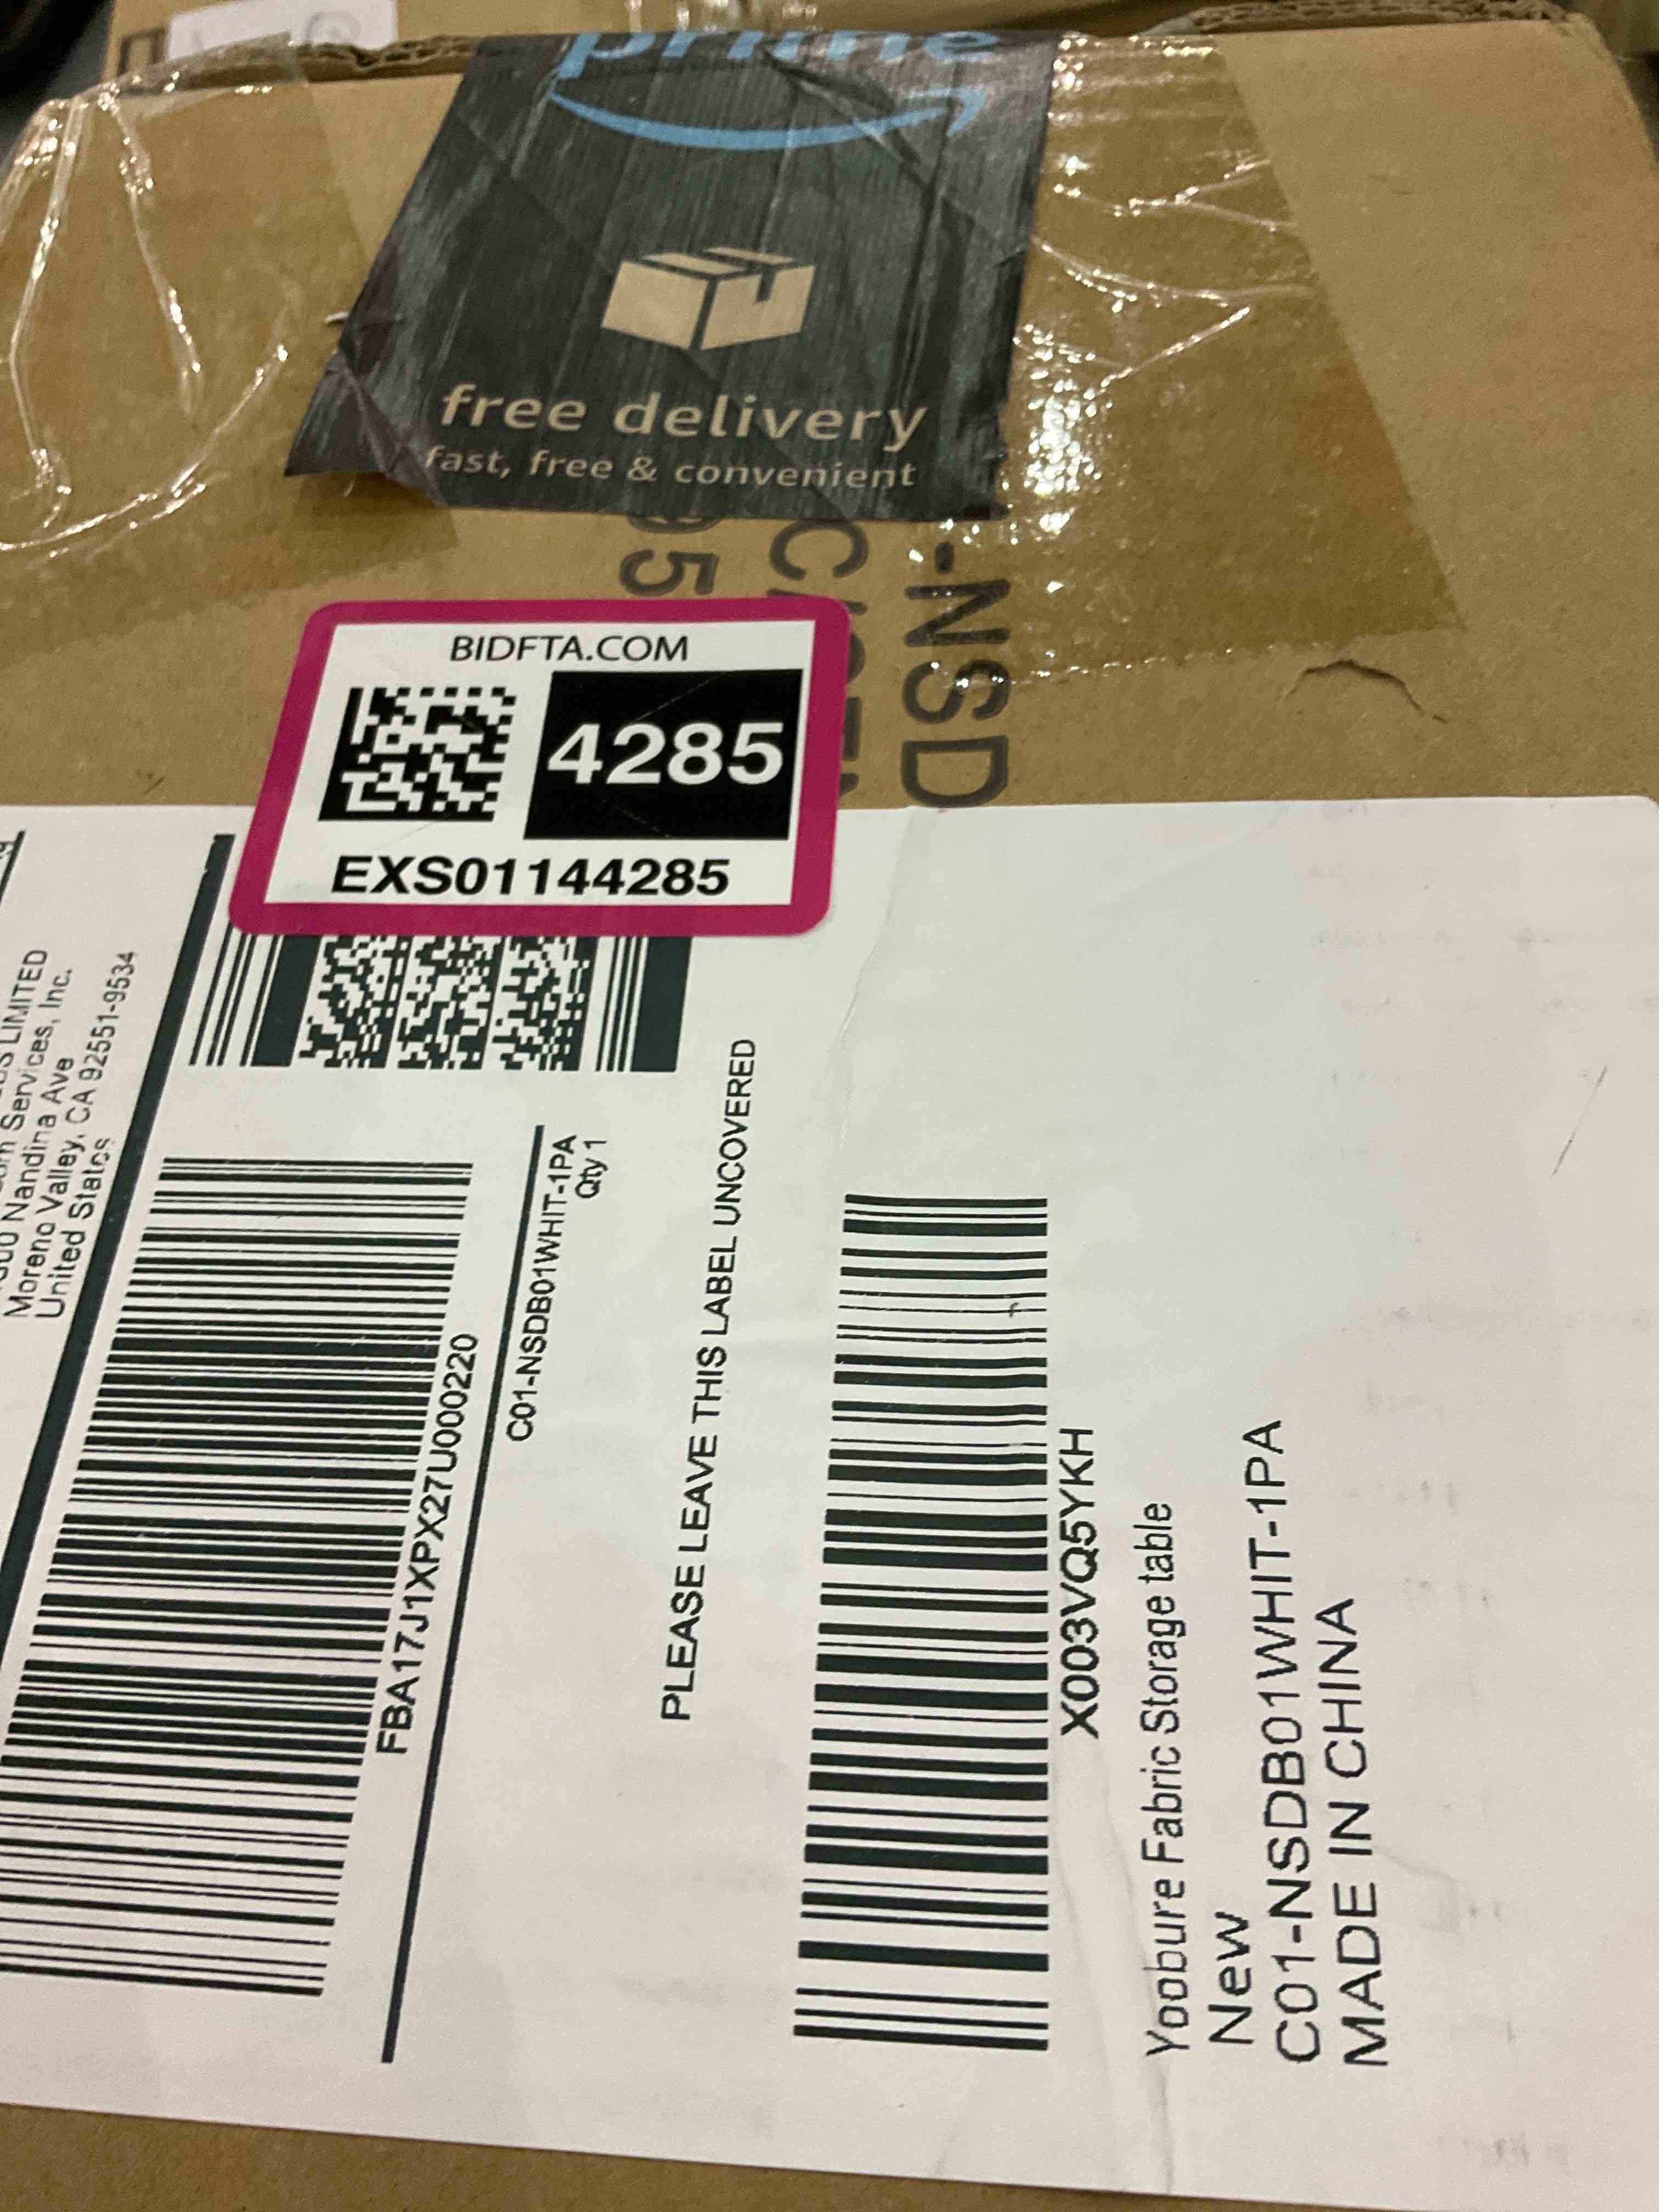 prime
free delivery
fast, free & convenient
-NSD
BIDFTA.COM
4285
EXS01144285
LIMITED
Services, Inc.
Nandina Ave
Moreno Valley, CA 92551-9534
United States
FBA17J1XPX27U000220
C01-NSDB01WHIT-1PA
Qty 1
PLEASE LEAVE THIS LABEL UNCOVERED
X003VQ5YKH
Yoobure Fabric Storage table
New
C01-NSDB01WHIT-1PA
MADE IN CHINA